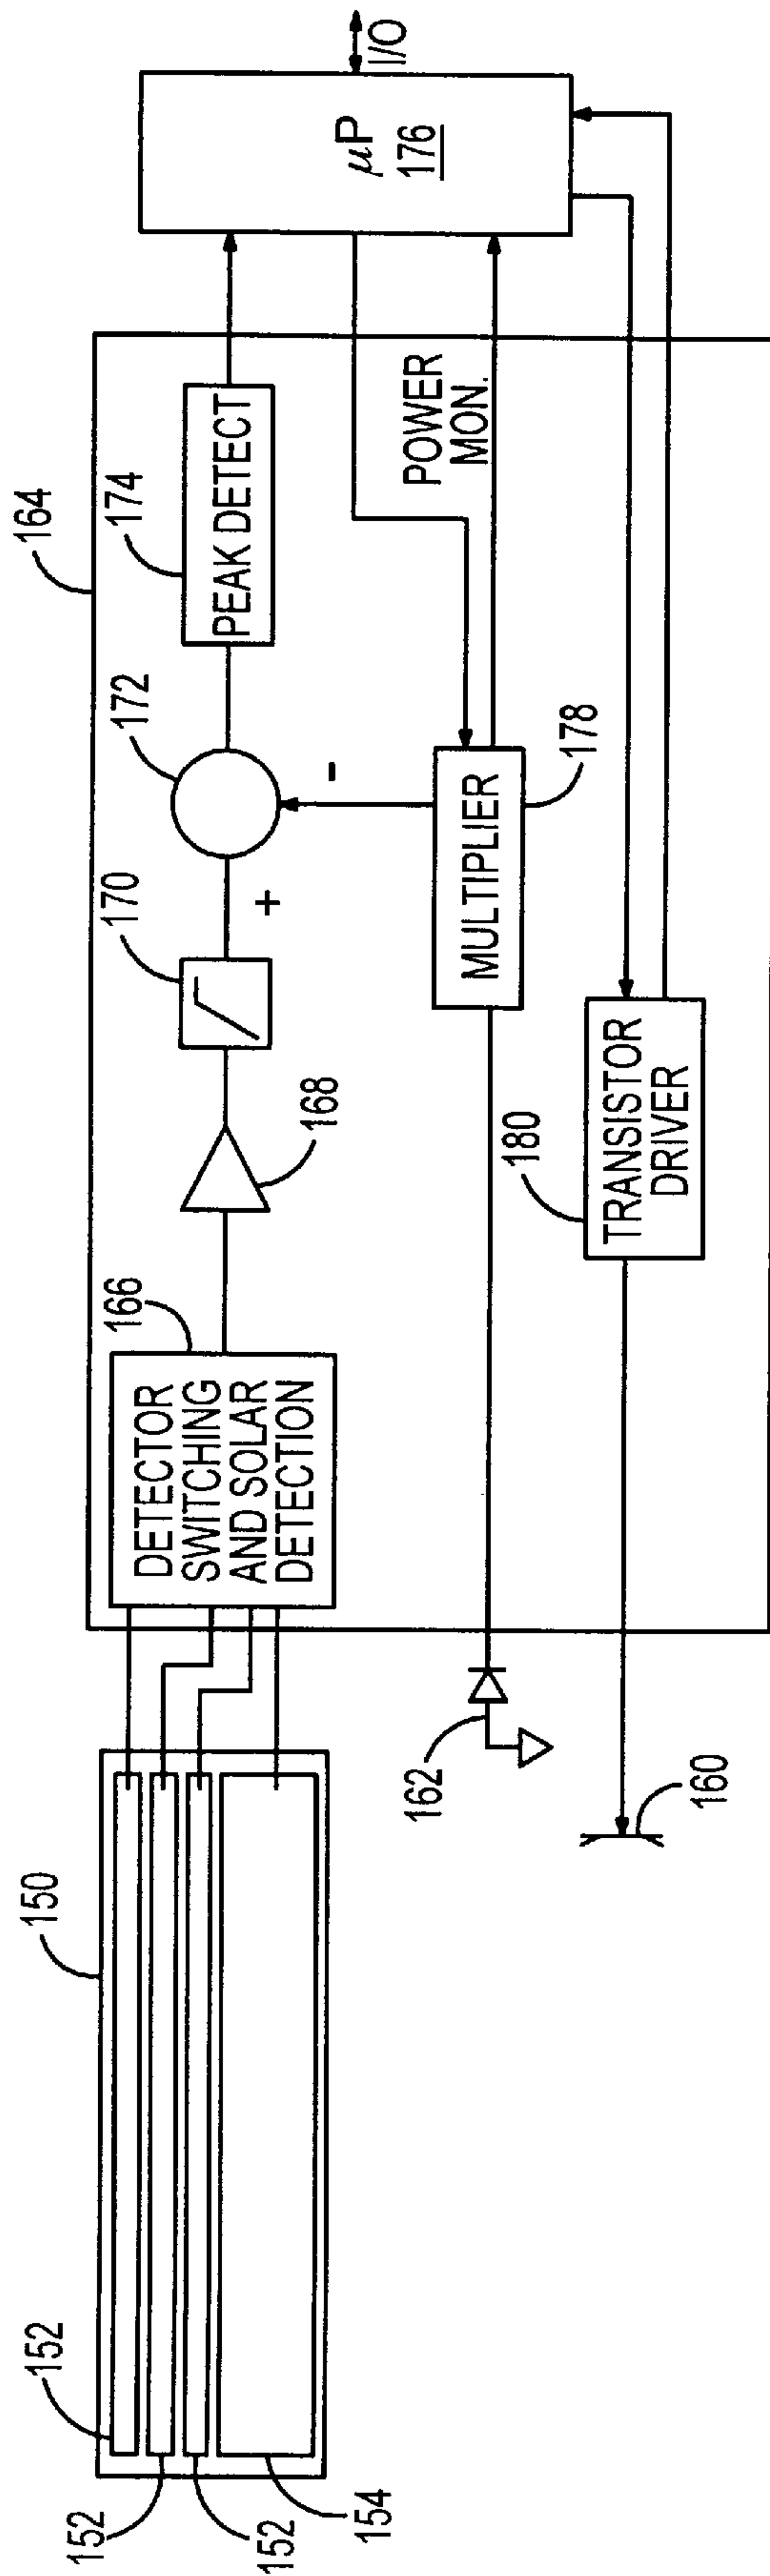 150
152
152
152
154
166
DETECTOR
SWITCHING
AND SOLAR
DETECTION
168
170
+
172
-
174
PEAK DETECT
164
162
MULTIPLIER
178
POWER
MON.
160
180
TRANSISTOR
DRIVER
μP
176
I/O